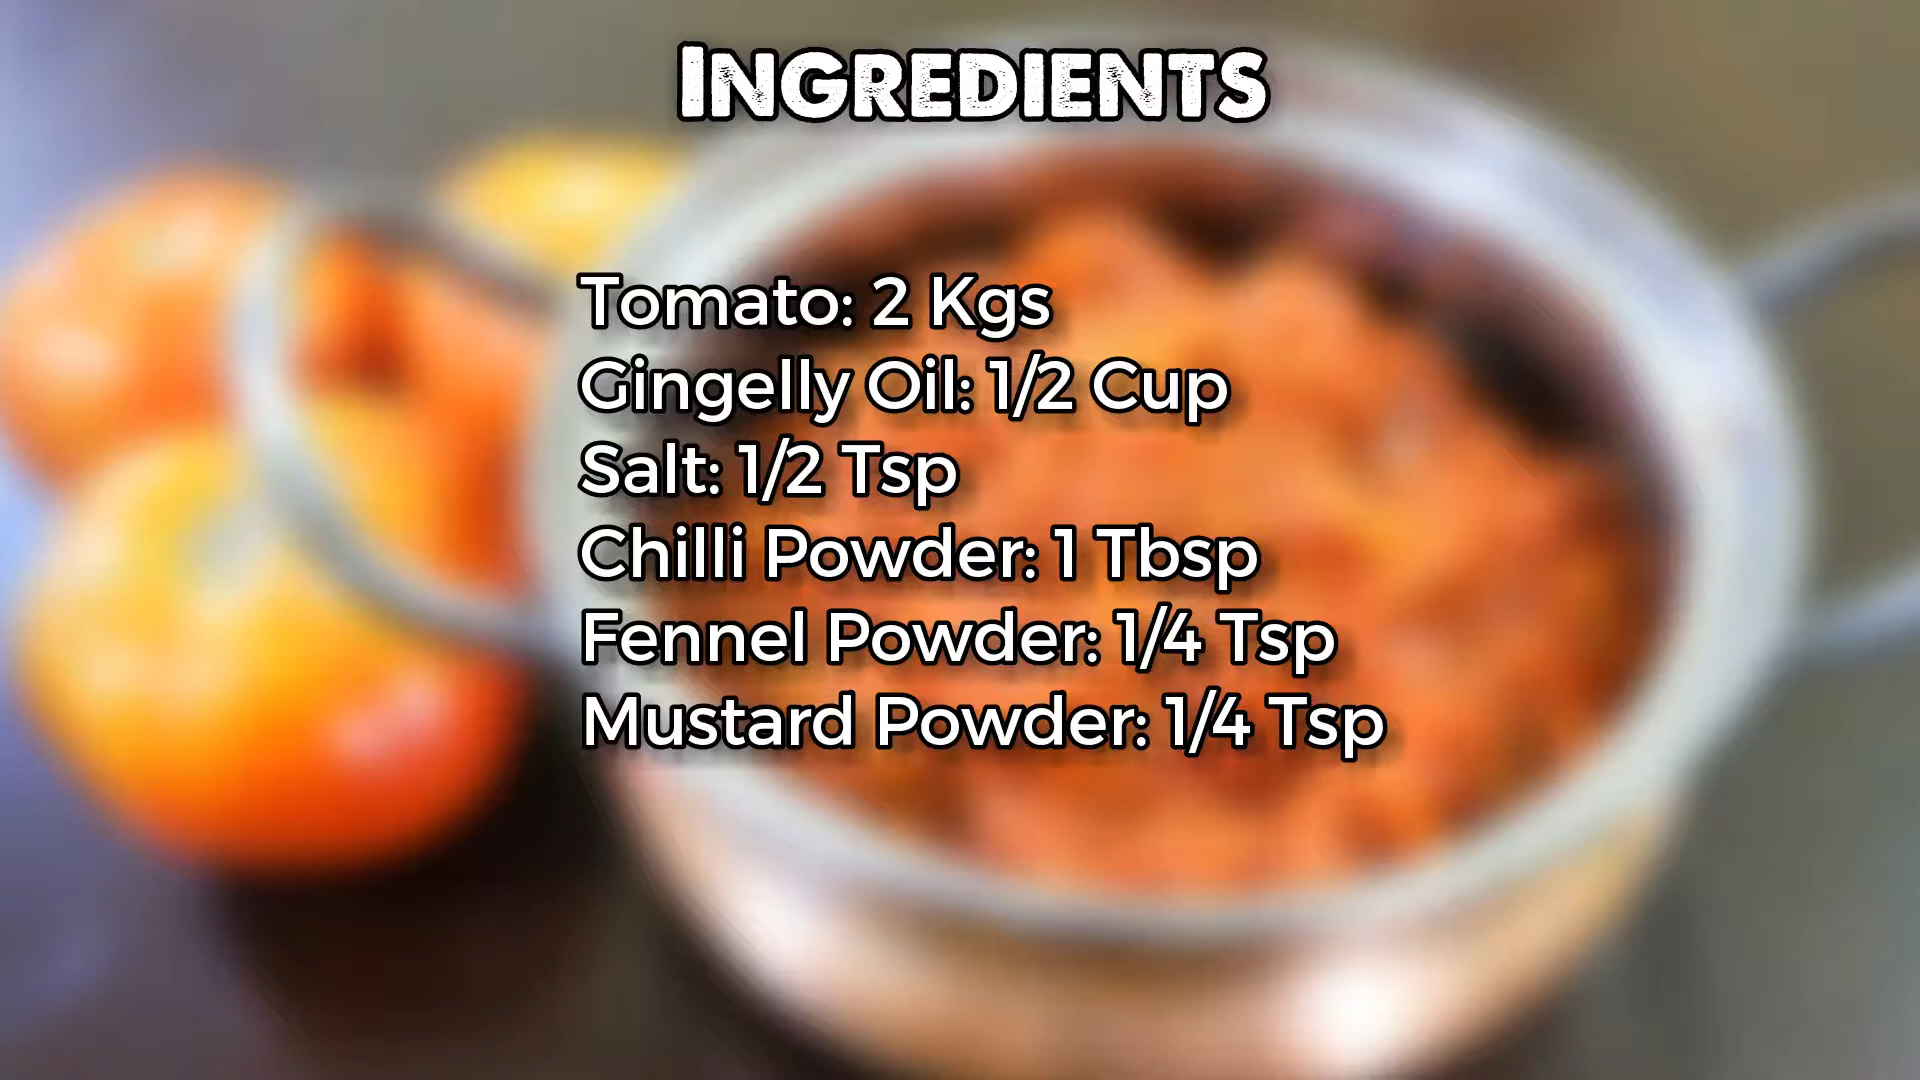 INGREDIENTS
Tomato: 2 Kgs
Gingelly Oil: 1/2 Cup
Salt: 1/2 Tsp
Chilli Powder: 1 Tbsp
Fennel Powder: 1/4 Tsp
Mustard Powder: 1/4 Tsp